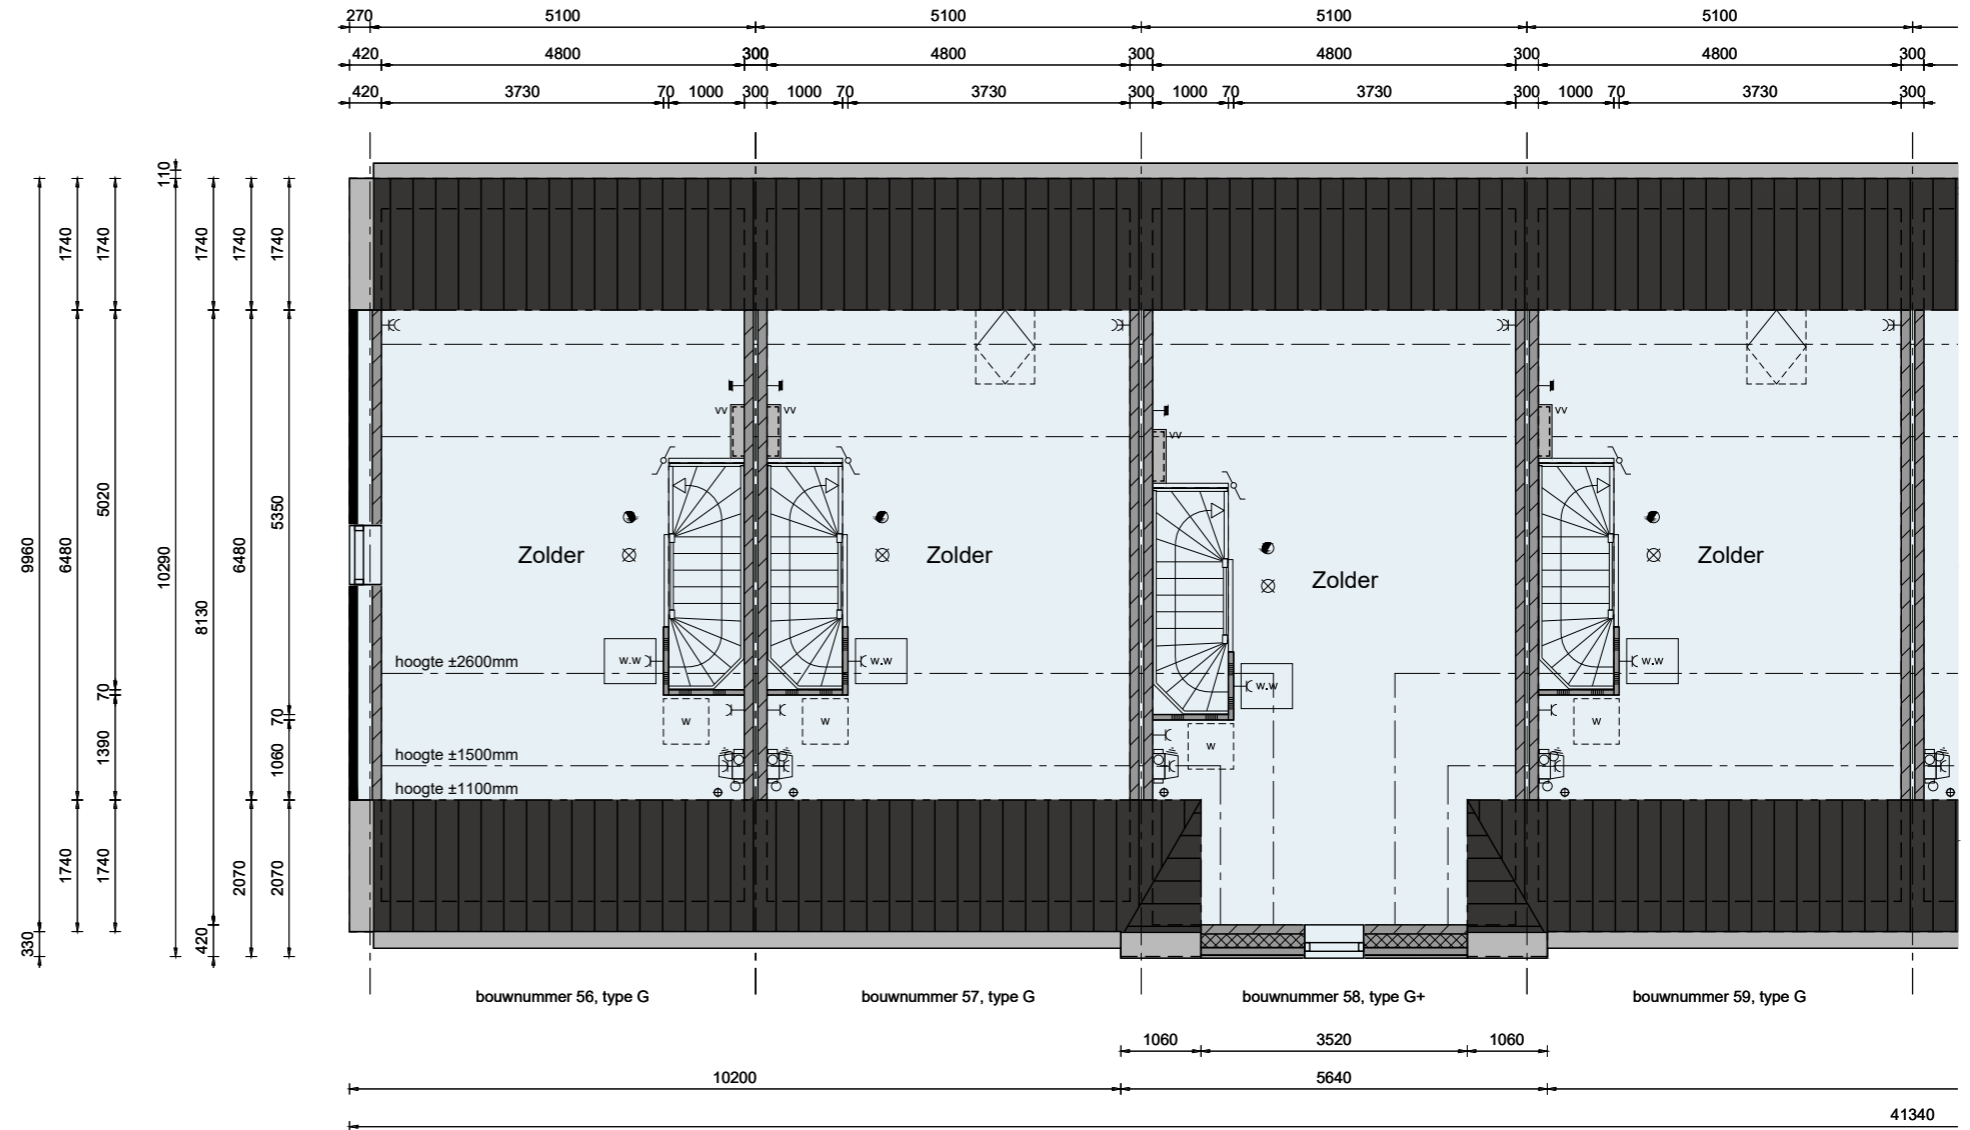 270 5100 5100 5100 5100
420 4800 300 4800 300 4800 300 4800 300
420 3730 70 1000 300 1000 70 3730 300 1000 70 3730 300 1000 70 3730 300
9960 330
1740 6480 1740
1740 5020 70 1390 1740
110 10290
1740 8130 420
1740 6480 2070
1740 5350 70 1060 2070
vv vv vv vv
Zolder Zolder Zolder Zolder
hoogte ±2600mm
w.w w.w w.w w.w
w w w w
hoogte ±1500mm
hoogte ±1100mm
bouwnummer 56, type G bouwnummer 57, type G bouwnummer 58, type G+ bouwnummer 59, type G
1060 3520 1060
10200 5640
41340